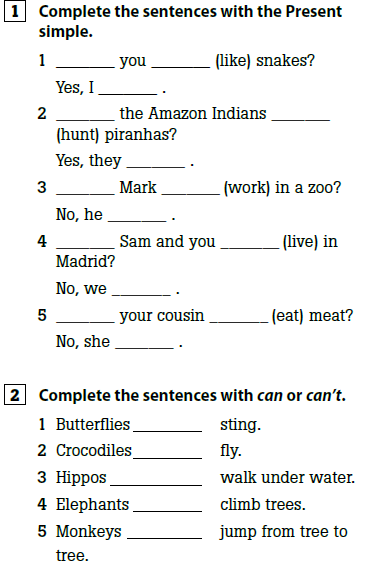 1 Complete the sentences with the Present
simple.
1 _______ you _______ (like) snakes?
Yes, I _______ .
2 _______ the Amazon Indians _______
(hunt) piranhas?
Yes, they _______ .
3 _______ Mark _______ (work) in a zoo?
No, he _______ .
4 _______ Sam and you _______ (live) in
Madrid?
No, we _______ .
5 _______ your cousin _______ (eat) meat?
No, she _______ .
2 Complete the sentences with can or can't.
1 Butterflies ________ sting.
2 Crocodiles ________ fly.
3 Hippos ___________ walk under water.
4 Elephants ________ climb trees.
5 Monkeys _________ jump from tree to
tree.